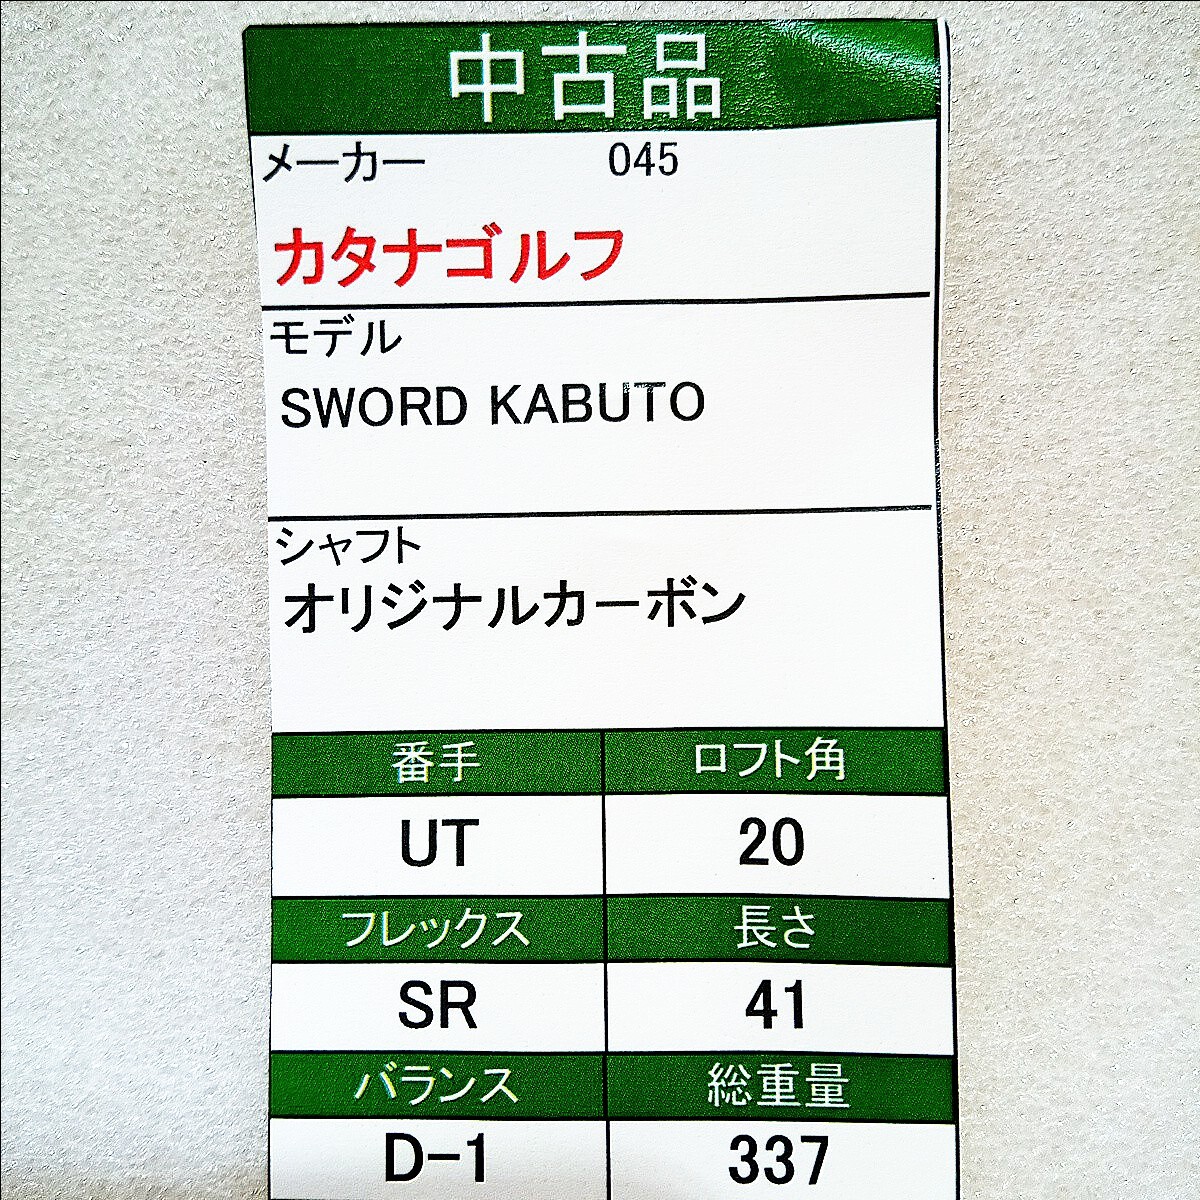 中古品
メーカー 045
カタナゴルフ
モデル
SWORD KABUTO
シャフト
オリジナルカーボン
番手 ロフト角
UT 20
フレックス 長さ
SR 41
バランス 総重量
D-1 337